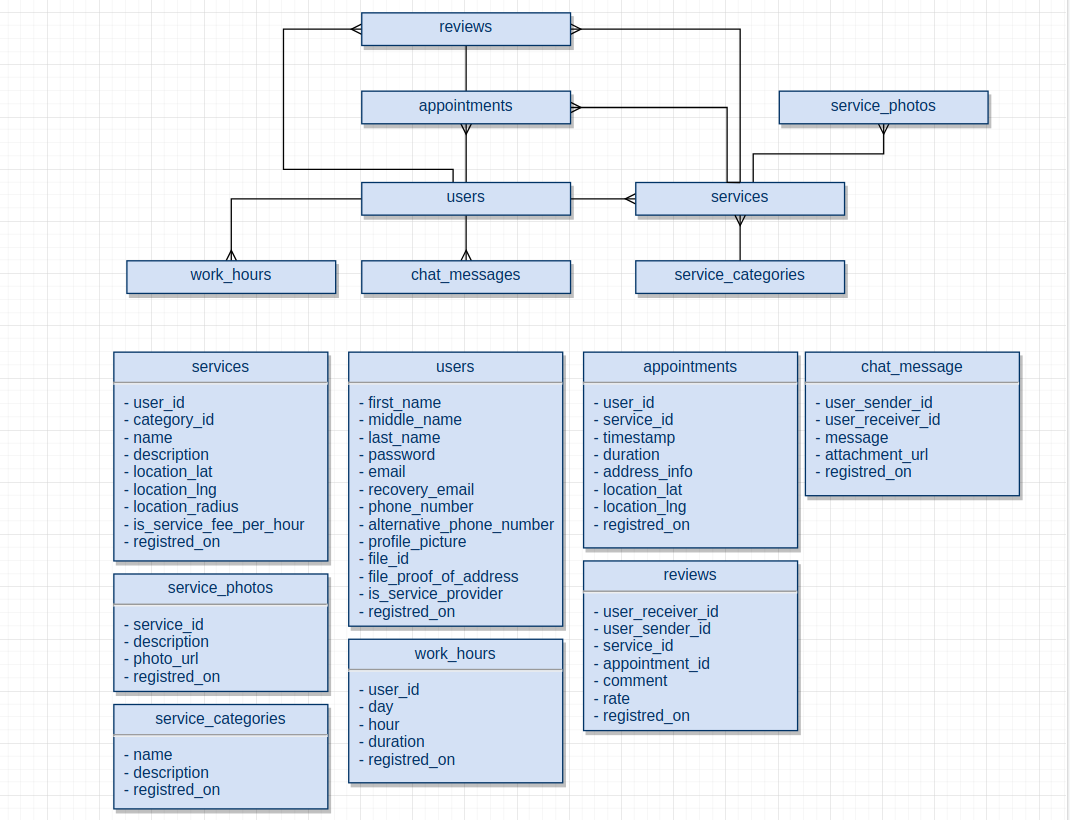 reviews
appointments
service_photos
users
services
work_hours
chat_messages
service_categories
services
- user_id
- category_id
- name
- description
- location_lat
- location_lng
- location_radius
- is_service_fee_per_hour
- registred_on
service_photos
- service_id
- description
- photo_url
- registred_on
service_categories
- name
- description
- registred_on
users
- first_name
- middle_name
- last_name
- password
- email
- recovery_email
- phone_number
- alternative_phone_number
- profile_picture
- file_id
- file_proof_of_address
- is_service_provider
- registred_on
work_hours
- user_id
- day
- hour
- duration
- registred_on
appointments
- user_id
- service_id
- timestamp
- duration
- address_info
- location_lat
- location_lng
- registred_on
reviews
- user_receiver_id
- user_sender_id
- service_id
- appointment_id
- comment
- rate
- registred_on
chat_message
- user_sender_id
- user_receiver_id
- message
- attachment_url
- registred_on